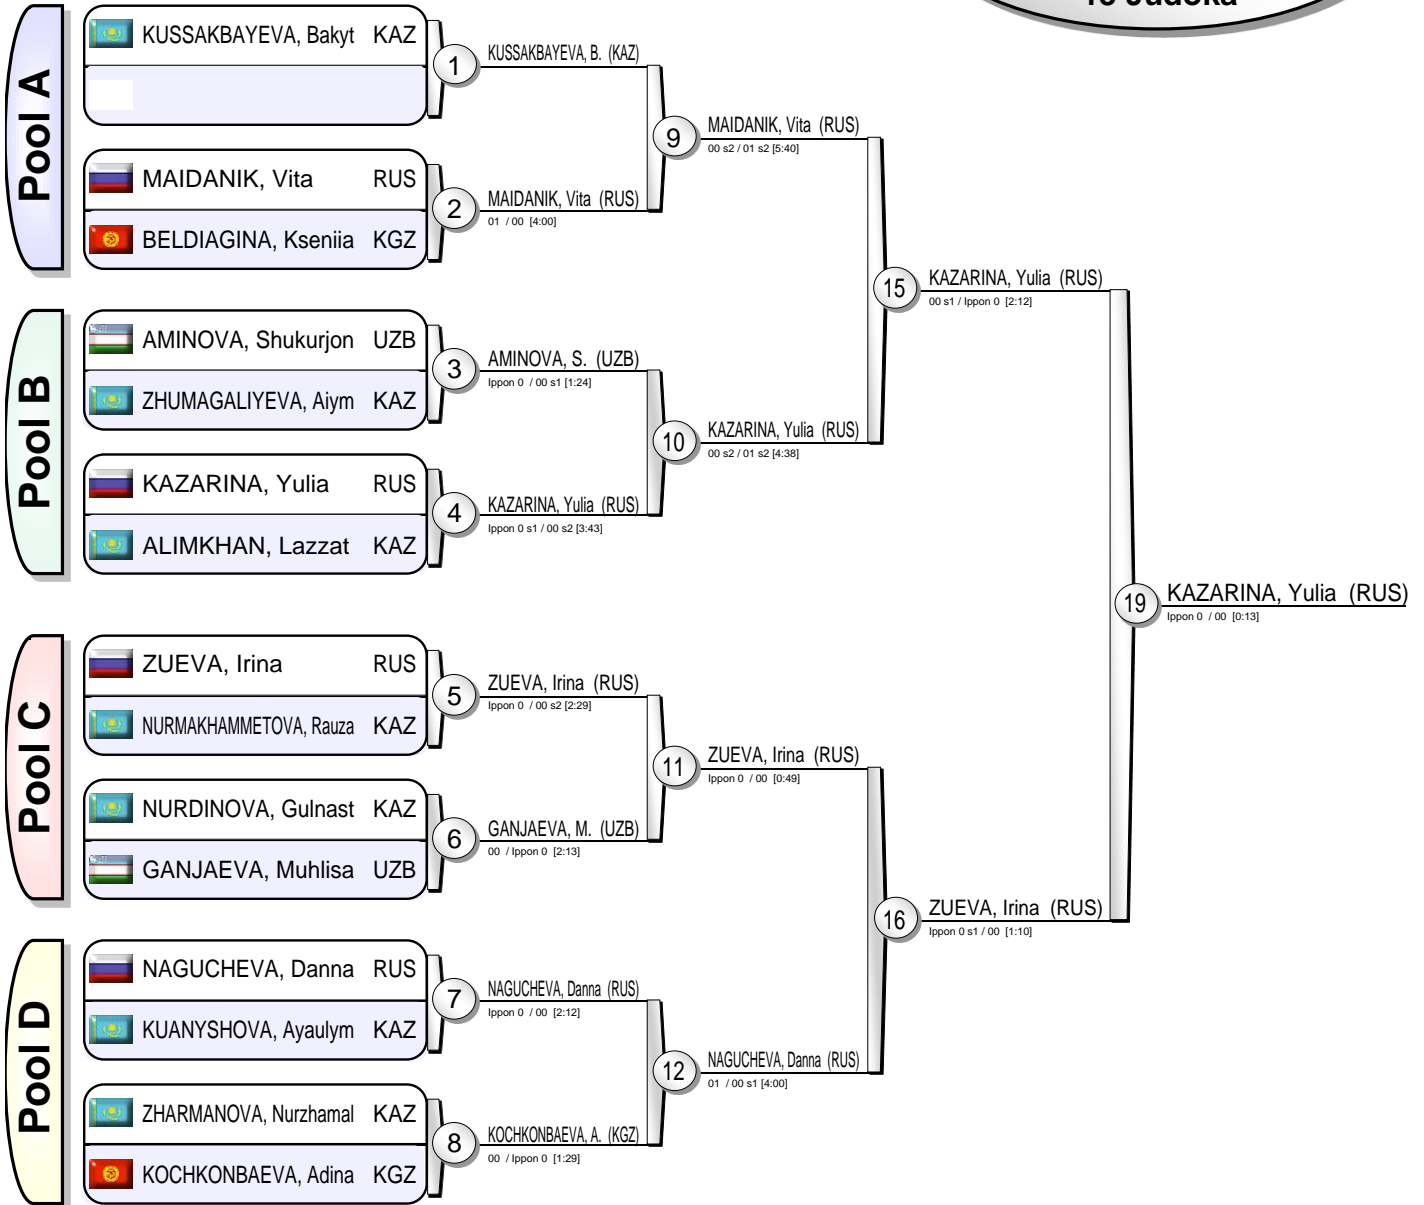 15 Judoka
Pool A
KUSSAKBAYEVA, Bakyt KAZ
MAIDANIK, Vita RUS
BELDIAGINA, Kseniia KGZ
Pool B
AMINOVA, Shukurjon UZB
ZHUMAGALIYEVA, Aiym KAZ
KAZARINA, Yulia RUS
ALIMKHAN, Lazzat KAZ
Pool C
ZUEVA, Irina RUS
NURMAKHAMMETOVA, Rauza KAZ
NURDINOVA, Gulnast KAZ
GANJAEVA, Muhlisa UZB
Pool D
NAGUCHEVA, Danna RUS
KUANYSHOVA, Ayaulym KAZ
ZHARMANOVA, Nurzhamal KAZ
KOCHKONBAEVA, Adina KGZ
1
KUSSAKBAYEVA, B. (KAZ)
2
MAIDANIK, Vita (RUS)
01 / 00 [4:00]
3
AMINOVA, S. (UZB)
Ippon 0 / 00 s1 [1:24]
4
KAZARINA, Yulia (RUS)
Ippon 0 s1 / 00 s2 [3:43]
5
ZUEVA, Irina (RUS)
Ippon 0 / 00 s2 [2:29]
6
GANJAEVA, M. (UZB)
00 / Ippon 0 [2:13]
7
NAGUCHEVA, Danna (RUS)
Ippon 0 / 00 [2:12]
8
KOCHKONBAEVA, A. (KGZ)
00 / Ippon 0 [1:29]
9
MAIDANIK, Vita (RUS)
00 s2 / 01 s2 [5:40]
10
KAZARINA, Yulia (RUS)
00 s2 / 01 s2 [4:38]
11
ZUEVA, Irina (RUS)
Ippon 0 / 00 [0:49]
12
NAGUCHEVA, Danna (RUS)
01 / 00 s1 [4:00]
15
KAZARINA, Yulia (RUS)
00 s1 / Ippon 0 [2:12]
16
ZUEVA, Irina (RUS)
Ippon 0 s1 / 00 [1:10]
19
KAZARINA, Yulia (RUS)
Ippon 0 / 00 [0:13]